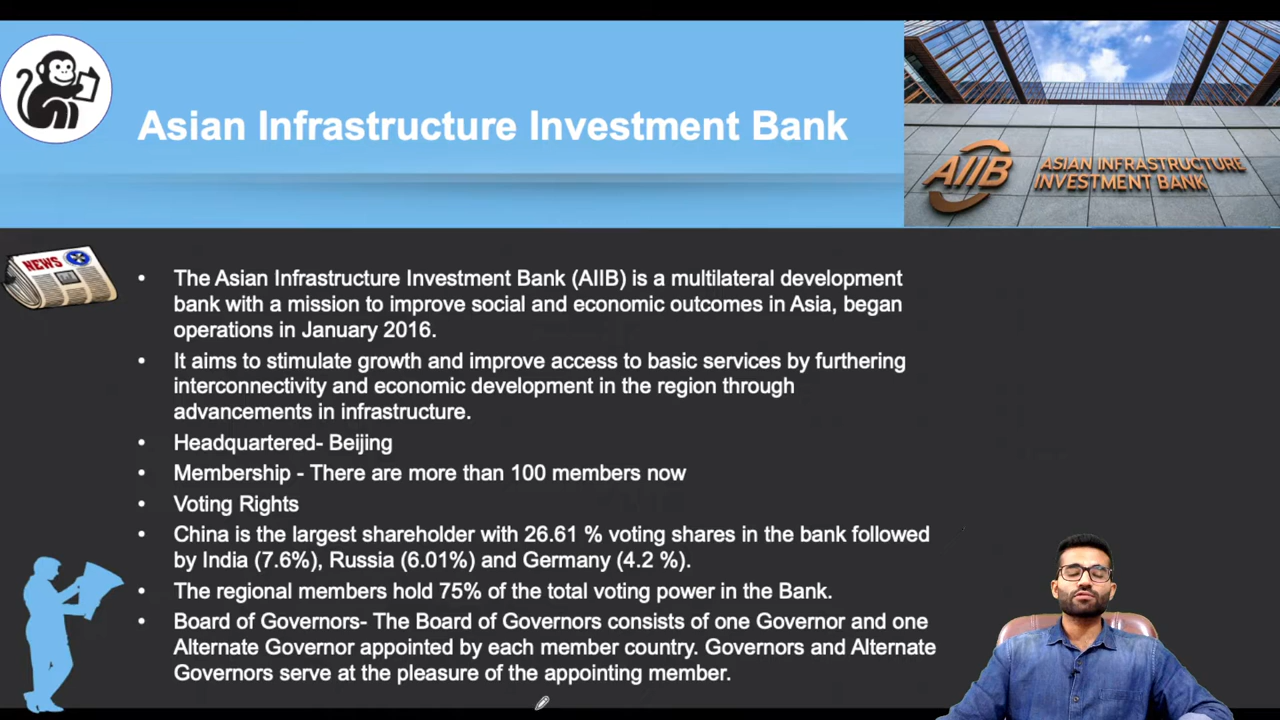 Asian Infrastructure Investment Bank
AIIB
ASIAN INFRASTRUCTURE
INVESTMENT BANK
NEWS
• The Asian Infrastructure Investment Bank (AIIB) is a multilateral development
bank with a mission to improve social and economic outcomes in Asia, began
operations in January 2016.
• It aims to stimulate growth and improve access to basic services by furthering
interconnectivity and economic development in the region through
advancements in infrastructure.
• Headquartered- Beijing
• Membership - There are more than 100 members now
• Voting Rights
• China is the largest shareholder with 26.61 % voting shares in the bank followed
by India (7.6%), Russia (6.01%) and Germany (4.2 %).
• The regional members hold 75% of the total voting power in the Bank.
• Board of Governors- The Board of Governors consists of one Governor and one
Alternate Governor appointed by each member country. Governors and Alternate
Governors serve at the pleasure of the appointing member.